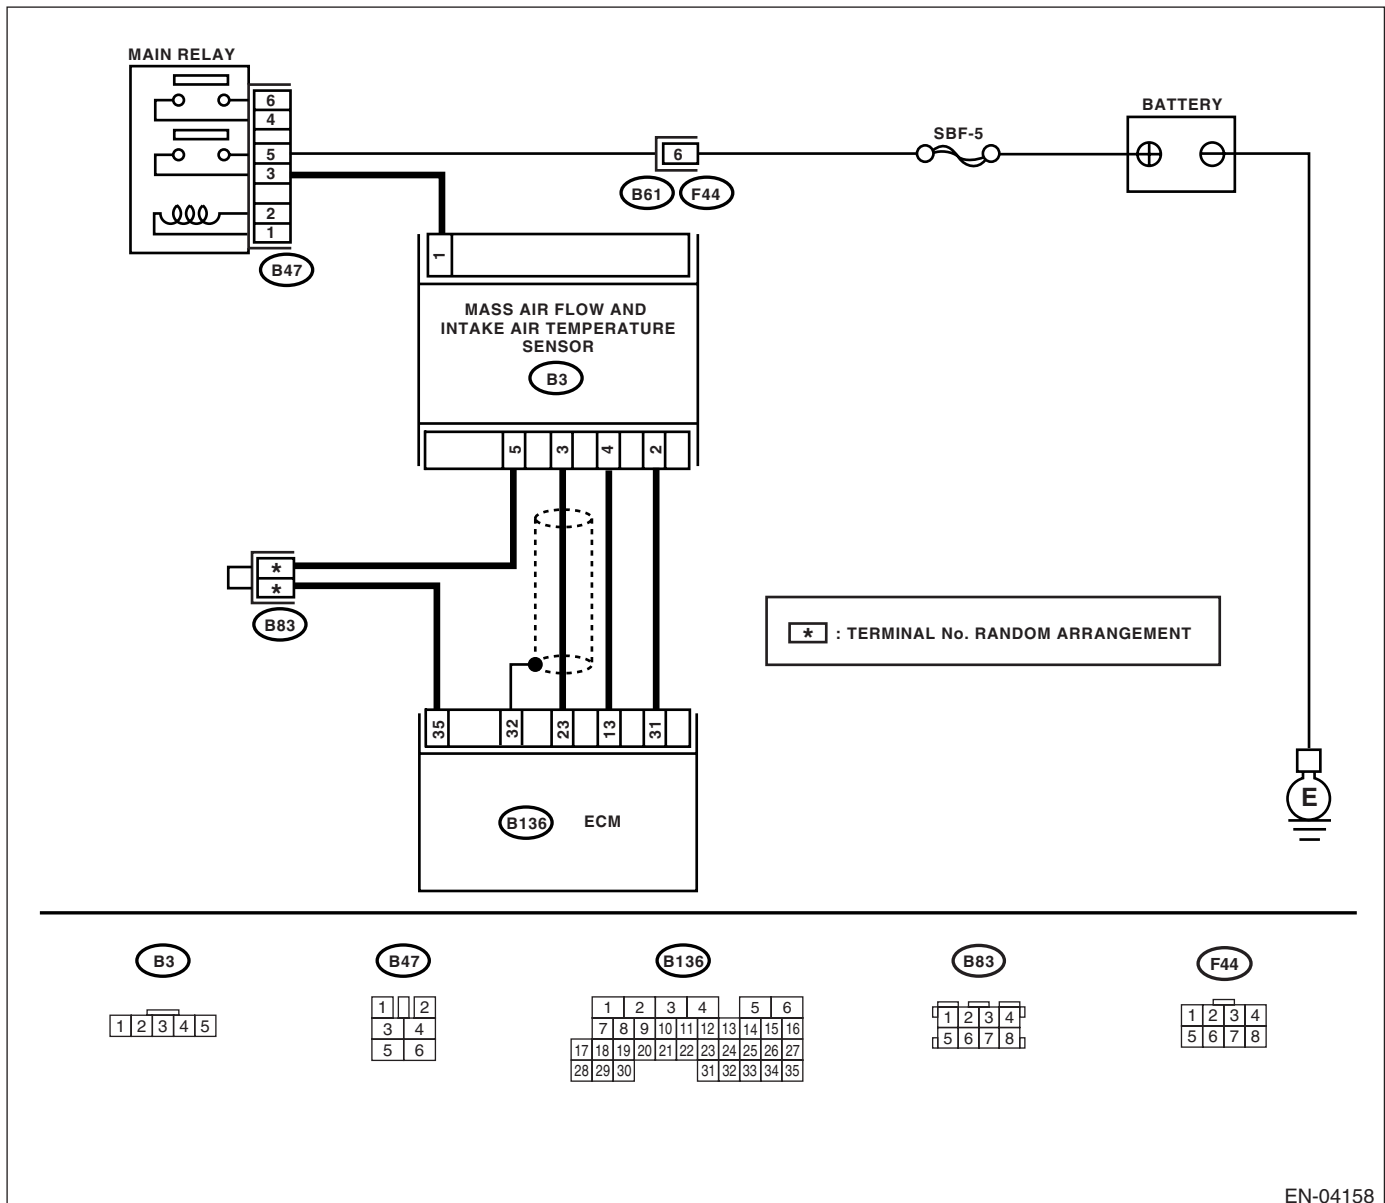 MAIN RELAY
6
4
5
3
2
1
B47
6
B61 F44
SBF-5
BATTERY
1
MASS AIR FLOW AND
INTAKE AIR TEMPERATURE
SENSOR
B3
5 3 4 2
*
*
B83
* : TERMINAL No. RANDOM ARRANGEMENT
35 32 23 13 31
B136 ECM
E
B3
1 2 3 4 5
B47
1 2
3 4
5 6
B136
1 2 3 4 5 6
7 8 9 10 11 12 13 14 15 16
17 18 19 20 21 22 23 24 25 26 27
28 29 30 31 32 33 34 35
B83
1 2 3 4
5 6 7 8
F44
1 2 3 4
5 6 7 8
EN-04158